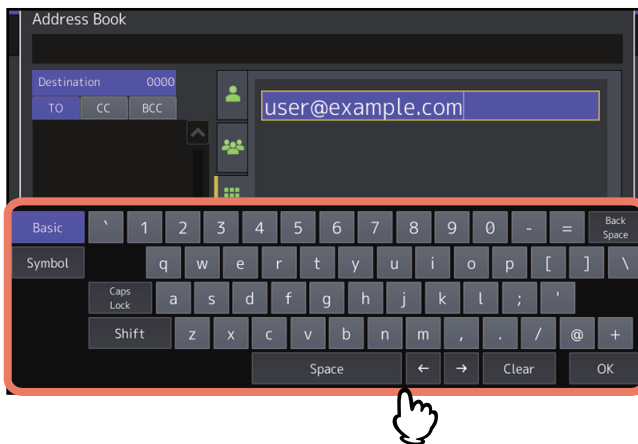 Address Book
Destination 0000
TO CC BCC
user@example.com
Basic ` 1 2 3 4 5 6 7 8 9 0 - = Back Space
Symbol q w e r t y u i o p [ ] \
Caps Lock a s d f g h j k l ; '
Shift z x c v b n m , . / @ +
Space ← → Clear OK